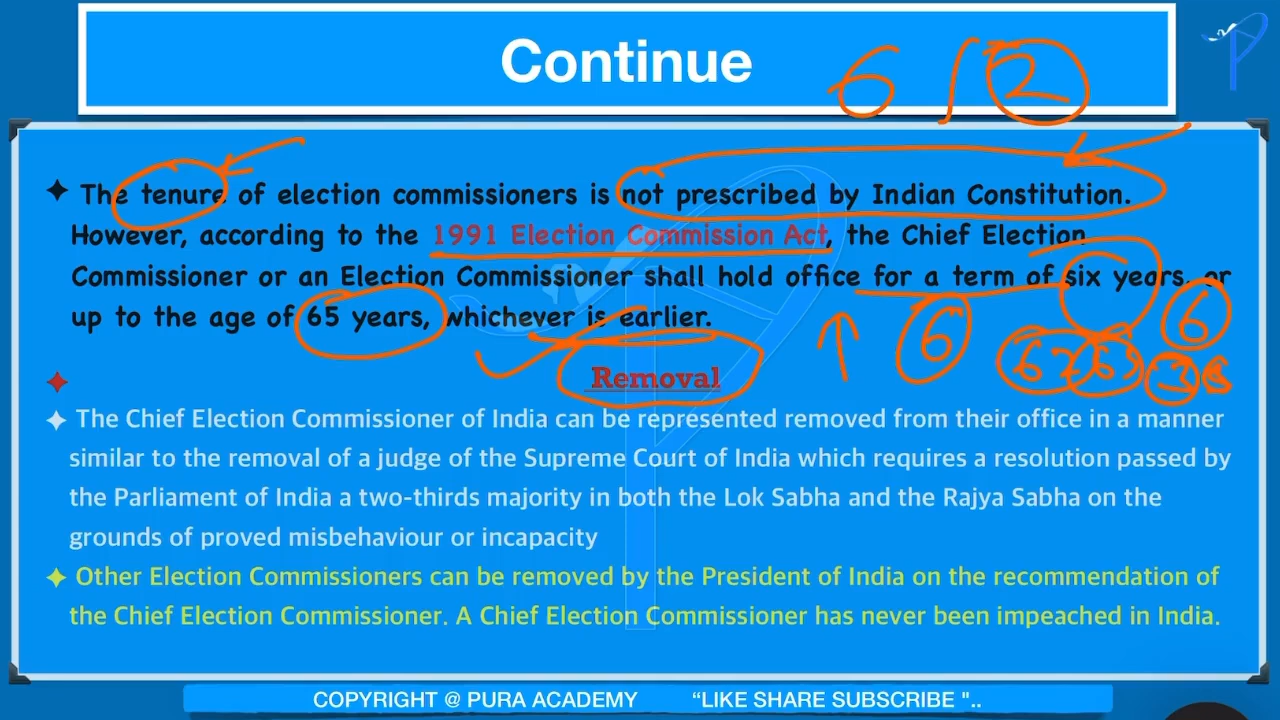 Continue
6 / 2
The tenure of election commissioners is not prescribed by Indian Constitution.
However, according to the 1991 Election Commission Act, the Chief Election
Commissioner or an Election Commissioner shall hold office for a term of six years, or
up to the age of 65 years, whichever is earlier.
6
6
Removal
62 65 3
The Chief Election Commissioner of India can be represented removed from their office in a manner
similar to the removal of a judge of the Supreme Court of India which requires a resolution passed by
the Parliament of India a two-thirds majority in both the Lok Sabha and the Rajya Sabha on the
grounds of proved misbehaviour or incapacity
Other Election Commissioners can be removed by the President of India on the recommendation of
the Chief Election Commissioner. A Chief Election Commissioner has never been impeached in India.
COPYRIGHT @ PURA ACADEMY “LIKE SHARE SUBSCRIBE "..